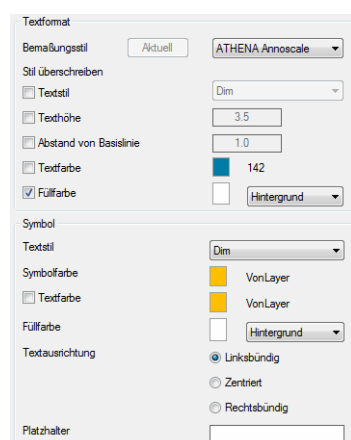 Textformat
Bemaßungsstil Aktuell ATHENA Annoscale
Stil überschreiben
Textstil Dim
Texthöhe 3.5
Abstand von Basislinie 1.0
Textfarbe 142
Füllfarbe Hintergrund
Symbol
Textstil Dim
Symbolfarbe VonLayer
Textfarbe VonLayer
Füllfarbe Hintergrund
Textausrichtung Linksbündig
Zentriert
Rechtsbündig
Platzhalter